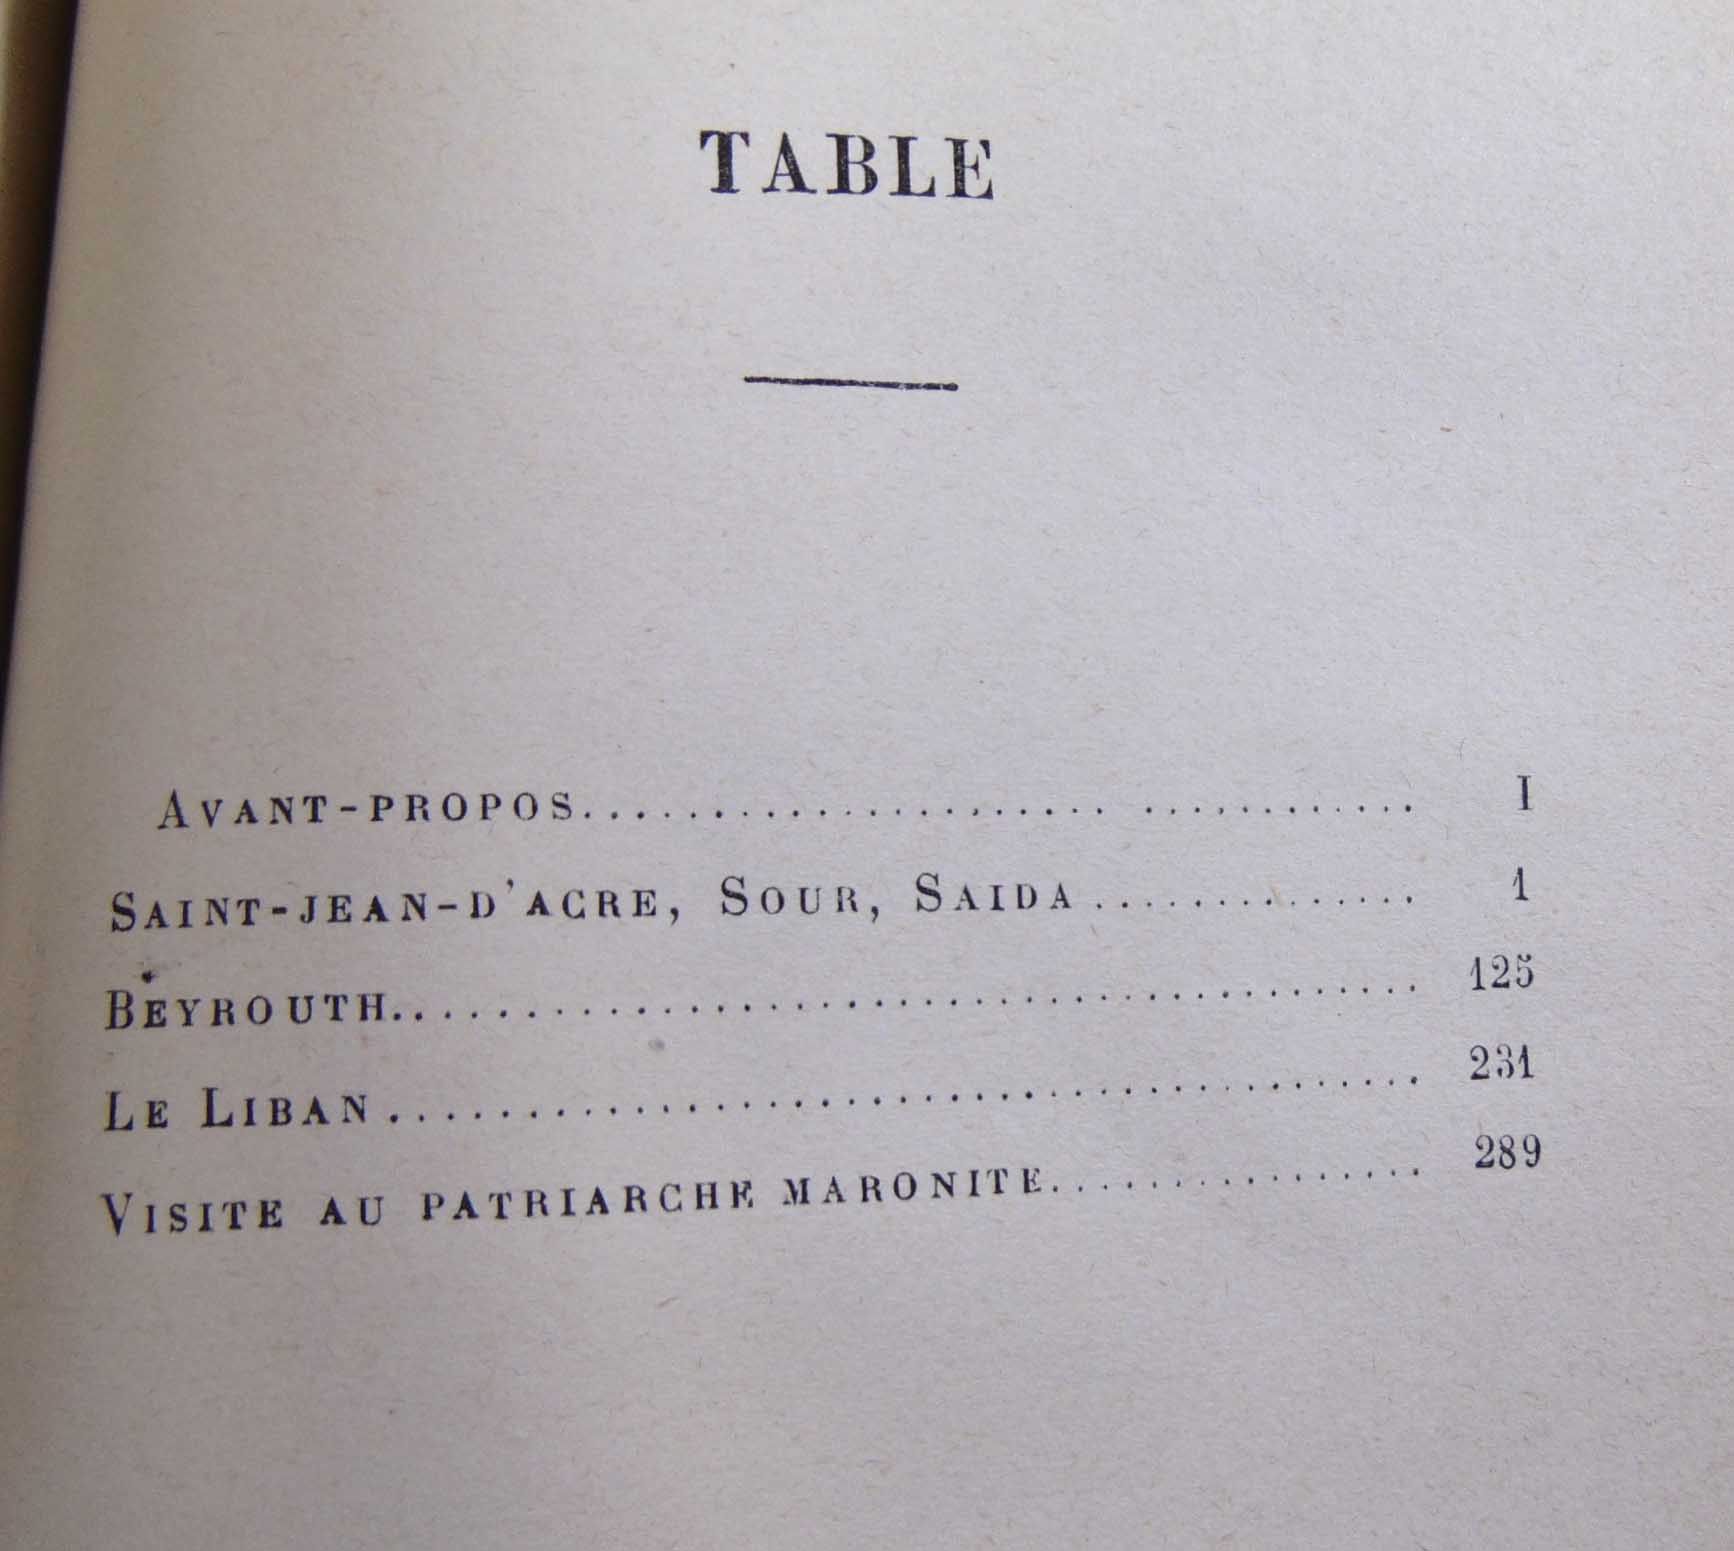 TABLE
AVANT-PROPOS.................................. I
SAINT-JEAN-D'ACRE, SOUR, SAIDA............. 1
BEYROUTH....................................... 125
LE LIBAN....................................... 231
VISITE AU PATRIARCHE MARONITE............... 289